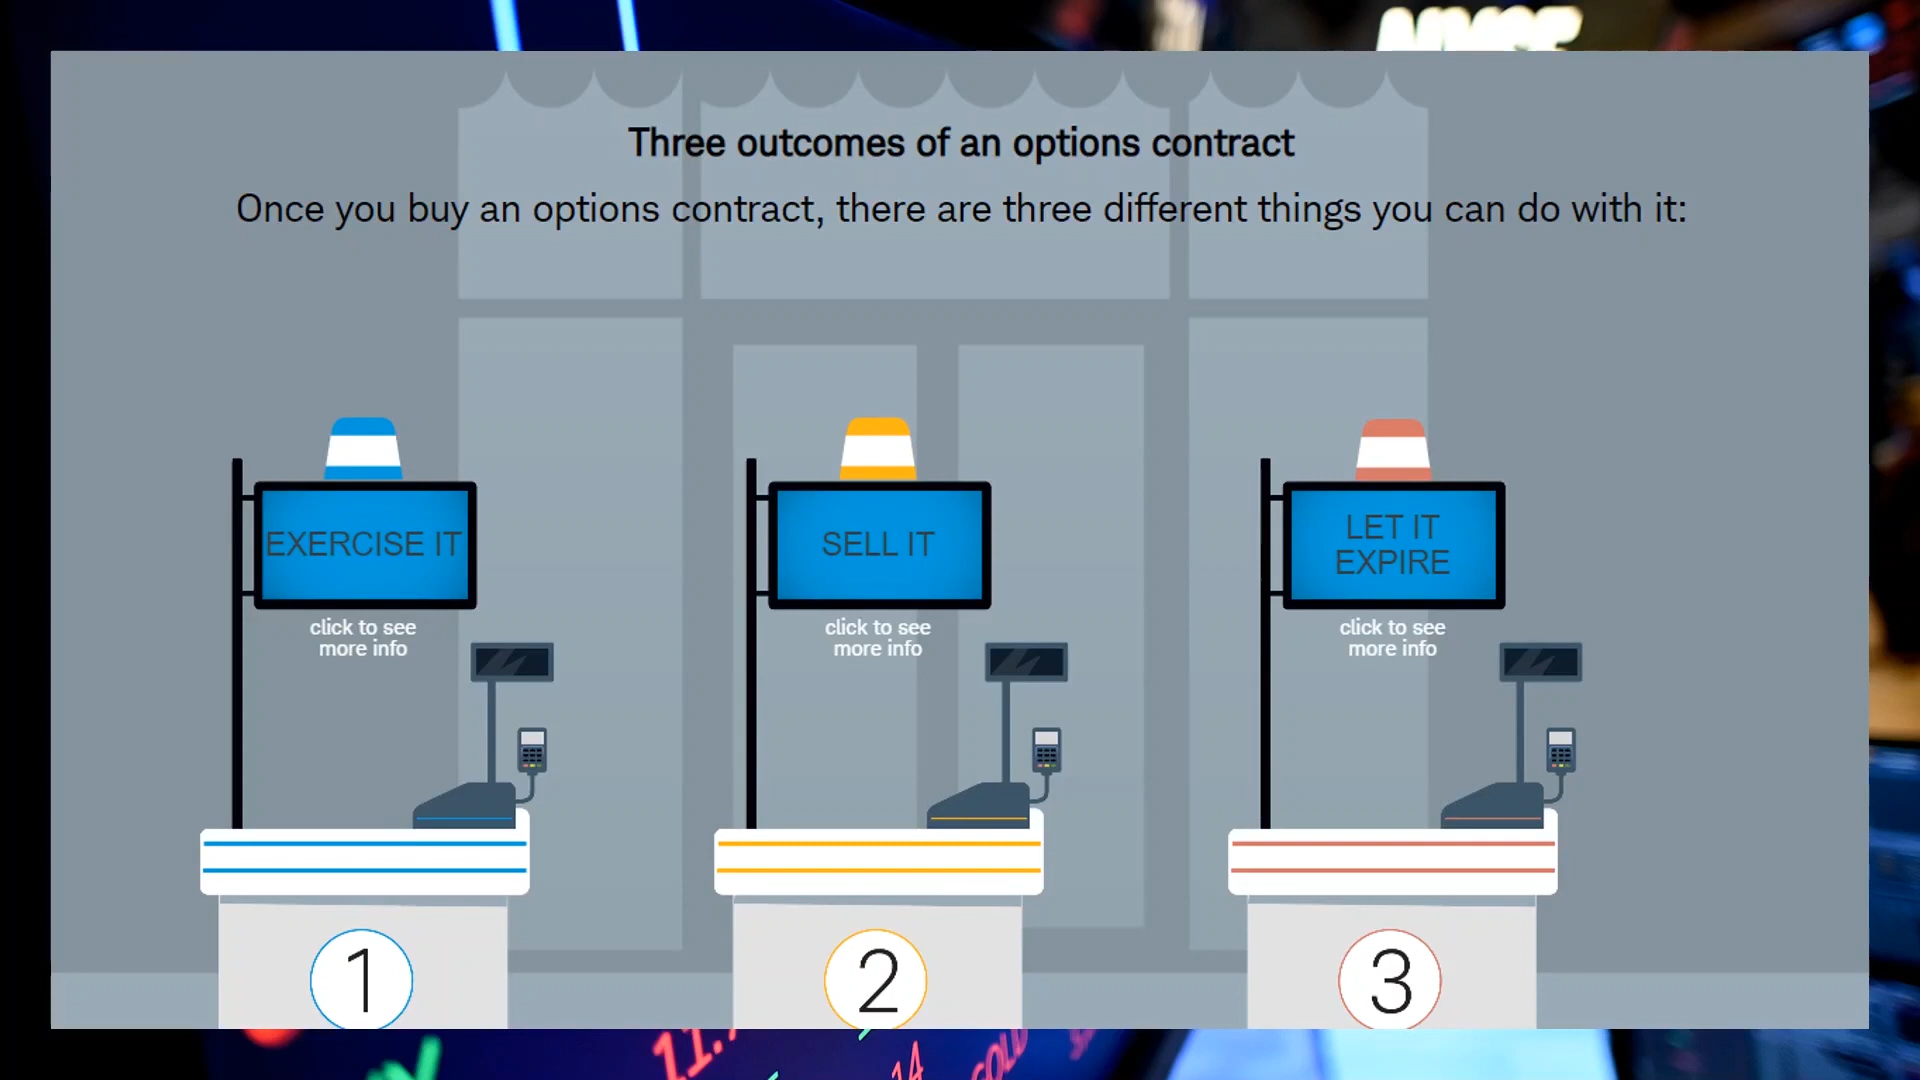 Three outcomes of an options contract
Once you buy an options contract, there are three different things you can do with it:
EXERCISE IT
click to see
more info
SELL IT
click to see
more info
LET IT
EXPIRE
click to see
more info
1
2
3
14
GOLD